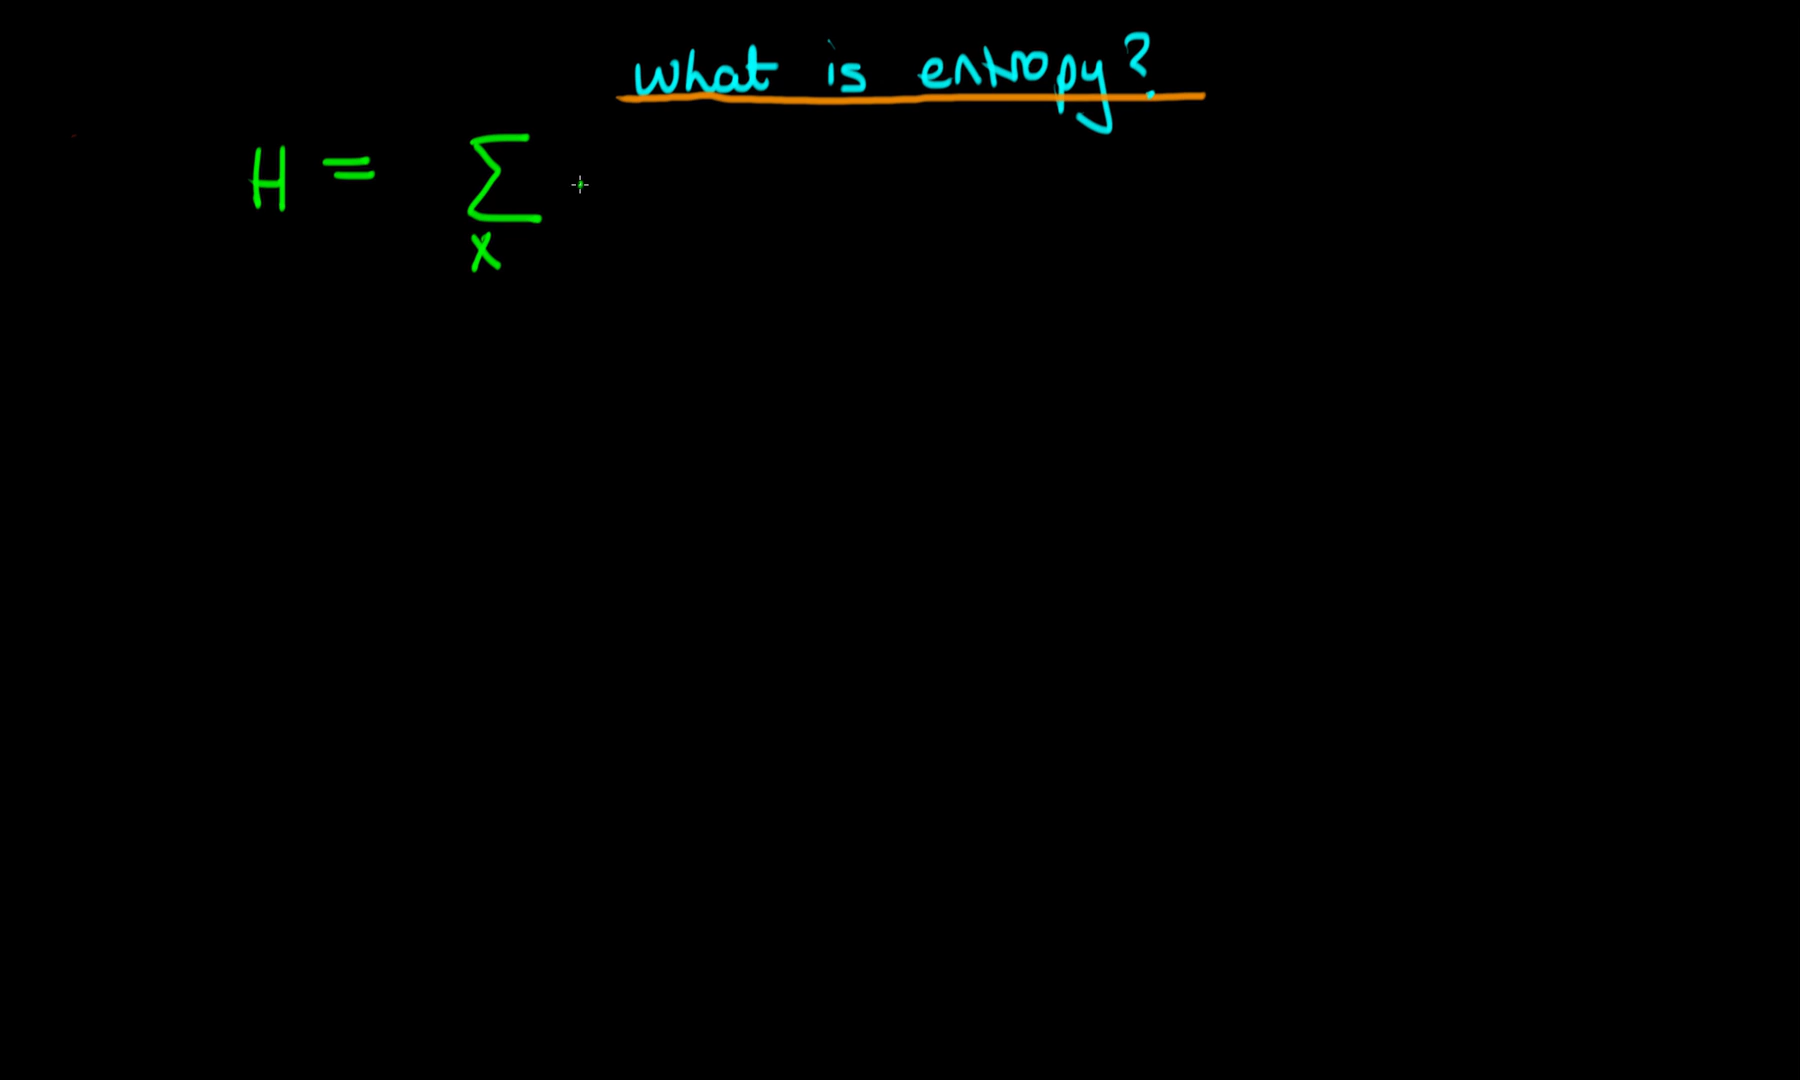 what is entropy?
H = ∑
x